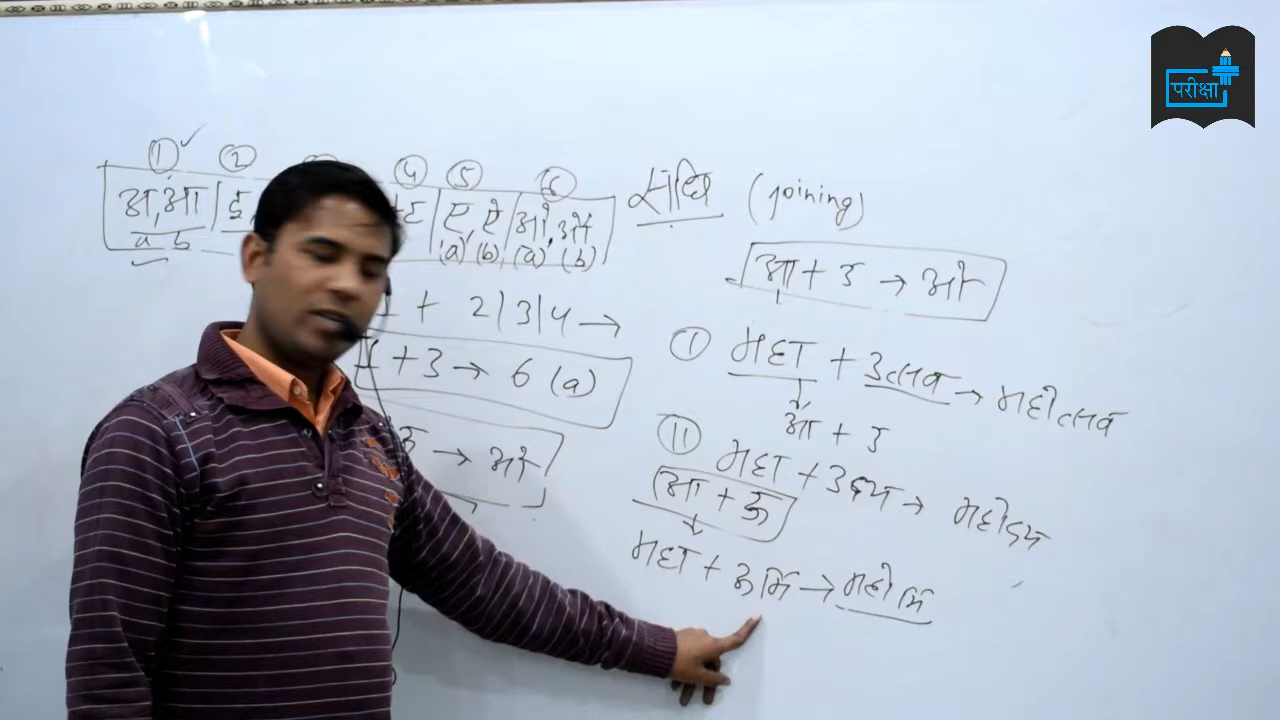 परीक्षा
① ② ④ ⑤ ⑥
अ,आ ए, ऐ ओ,औ
a b (a) (b) (a) (b)
संधि (joining)
आ + उ → ओ
+ 2|3|4 →
+ 3 → 6 (a)
ऊ → ओ
① महा + उत्सव → महोत्सव
आ + उ
② महा + उदय → महोदय
आ + ऊ
महा + ऊर्मि → महोर्मि